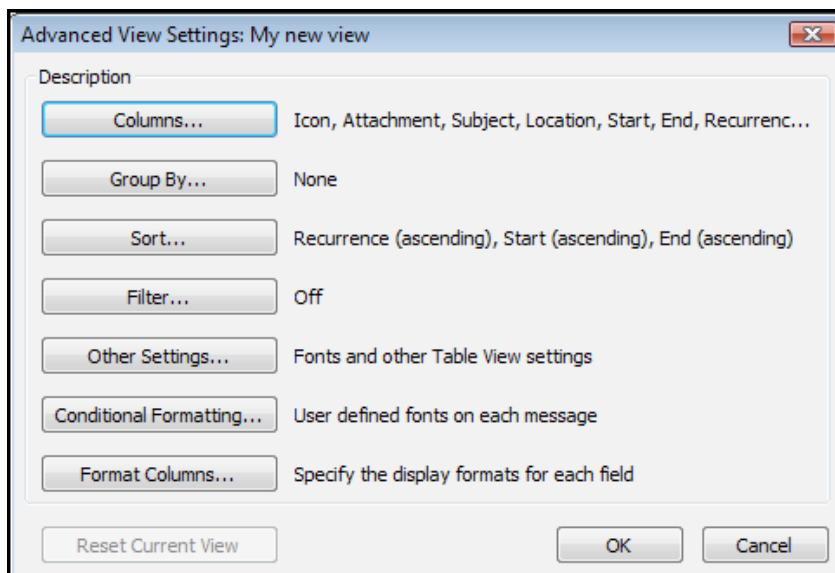 Advanced View Settings: My new view
Description
Columns... Icon, Attachment, Subject, Location, Start, End, Recurrenc...
Group By... None
Sort... Recurrence (ascending), Start (ascending), End (ascending)
Filter... Off
Other Settings... Fonts and other Table View settings
Conditional Formatting... User defined fonts on each message
Format Columns... Specify the display formats for each field
Reset Current View OK Cancel